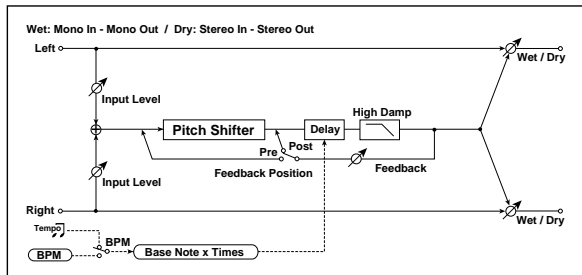 Wet: Mono In - Mono Out / Dry: Stereo In - Stereo Out
Left
Wet / Dry
Input Level
High Damp
Pitch Shifter
Delay
Post
Pre
Feedback Position
Feedback
Input Level
Right
Wet / Dry
Tempo
BPM
BPM
Base Note x Times